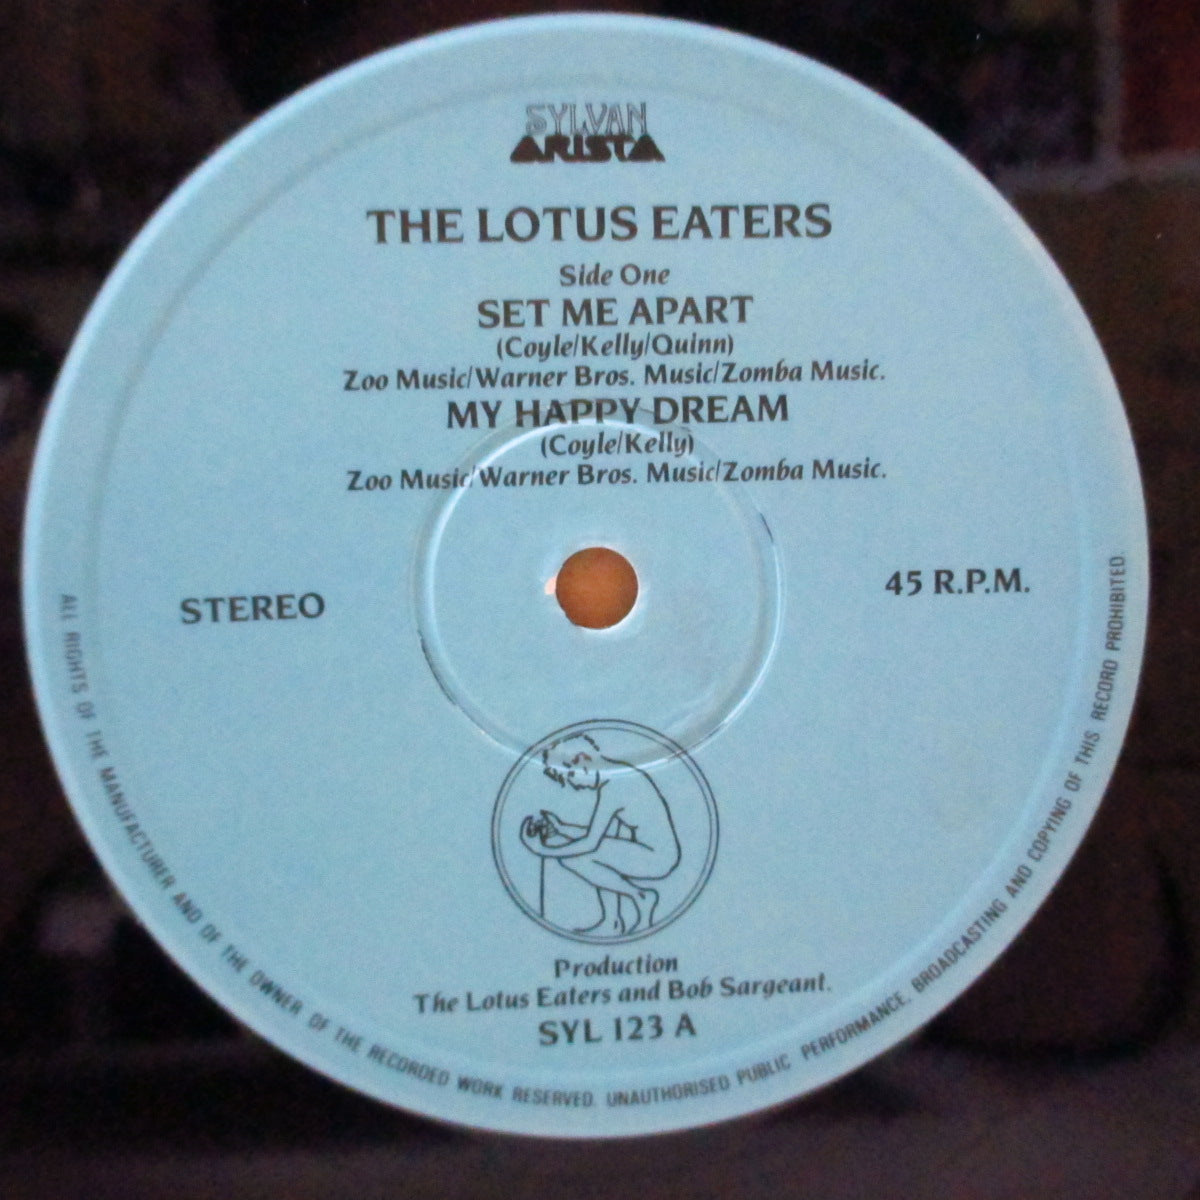 SYLVAN
ARISTA
THE LOTUS EATERS
Side One
SET ME APART
(Coyle/Kelly/Quinn)
Zoo Music/Warner Bros. Music/Zomba Music.
MY HAPPY DREAM
(Coyle/Kelly)
Zoo Music/Warner Bros. Music/Zomba Music.
STEREO
45 R.P.M.
Production
The Lotus Eaters and Bob Sargeant.
SYL 123 A
ALL RIGHTS OF THE MANUFACTURER AND OF THE OWNER OF THE RECORDED WORK RESERVED. UNAUTHORISED PUBLIC PERFORMANCE, BROADCASTING AND COPYING OF THIS RECORD PROHIBITED.